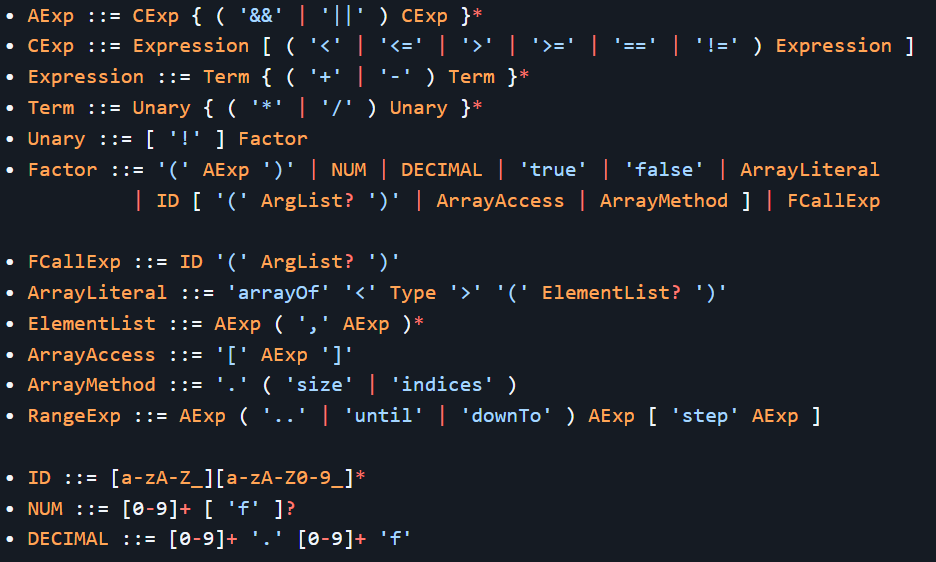 • AExp ::= CExp { ( '&&' | '||' ) CExp }*
• CExp ::= Expression [ ( '<' | '<=' | '>' | '>=' | '==' | '!=' ) Expression ]
• Expression ::= Term { ( '+' | '-' ) Term }*
• Term ::= Unary { ( '*' | '/' ) Unary }*
• Unary ::= [ '!' ] Factor
• Factor ::= '(' AExp ')' | NUM | DECIMAL | 'true' | 'false' | ArrayLiteral
| ID [ '(' ArgList? ')' | ArrayAccess | ArrayMethod ] | FCallExp
• FCallExp ::= ID '(' ArgList? ')'
• ArrayLiteral ::= 'arrayOf' '<' Type '>' '(' ElementList? ')'
• ElementList ::= AExp ( ',' AExp )*
• ArrayAccess ::= '[' AExp ']'
• ArrayMethod ::= '.' ( 'size' | 'indices' )
• RangeExp ::= AExp ( '..' | 'until' | 'downTo' ) AExp [ 'step' AExp ]
• ID ::= [a-zA-Z_][a-zA-Z0-9_]*
• NUM ::= [0-9]+ [ 'f' ]?
• DECIMAL ::= [0-9]+ '.' [0-9]+ 'f'